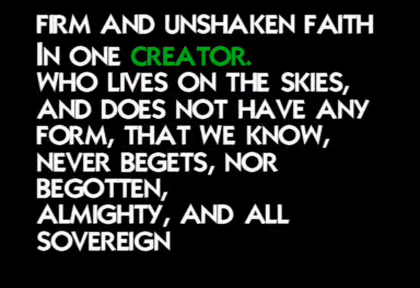 FIRM AND UNSHAKEN FAITH
IN ONE CREATOR.
WHO LIVES ON THE SKIES,
AND DOES NOT HAVE ANY
FORM, THAT WE KNOW,
NEVER BEGETS, NOR
BEGOTTEN,
ALMIGHTY, AND ALL
SOVEREIGN